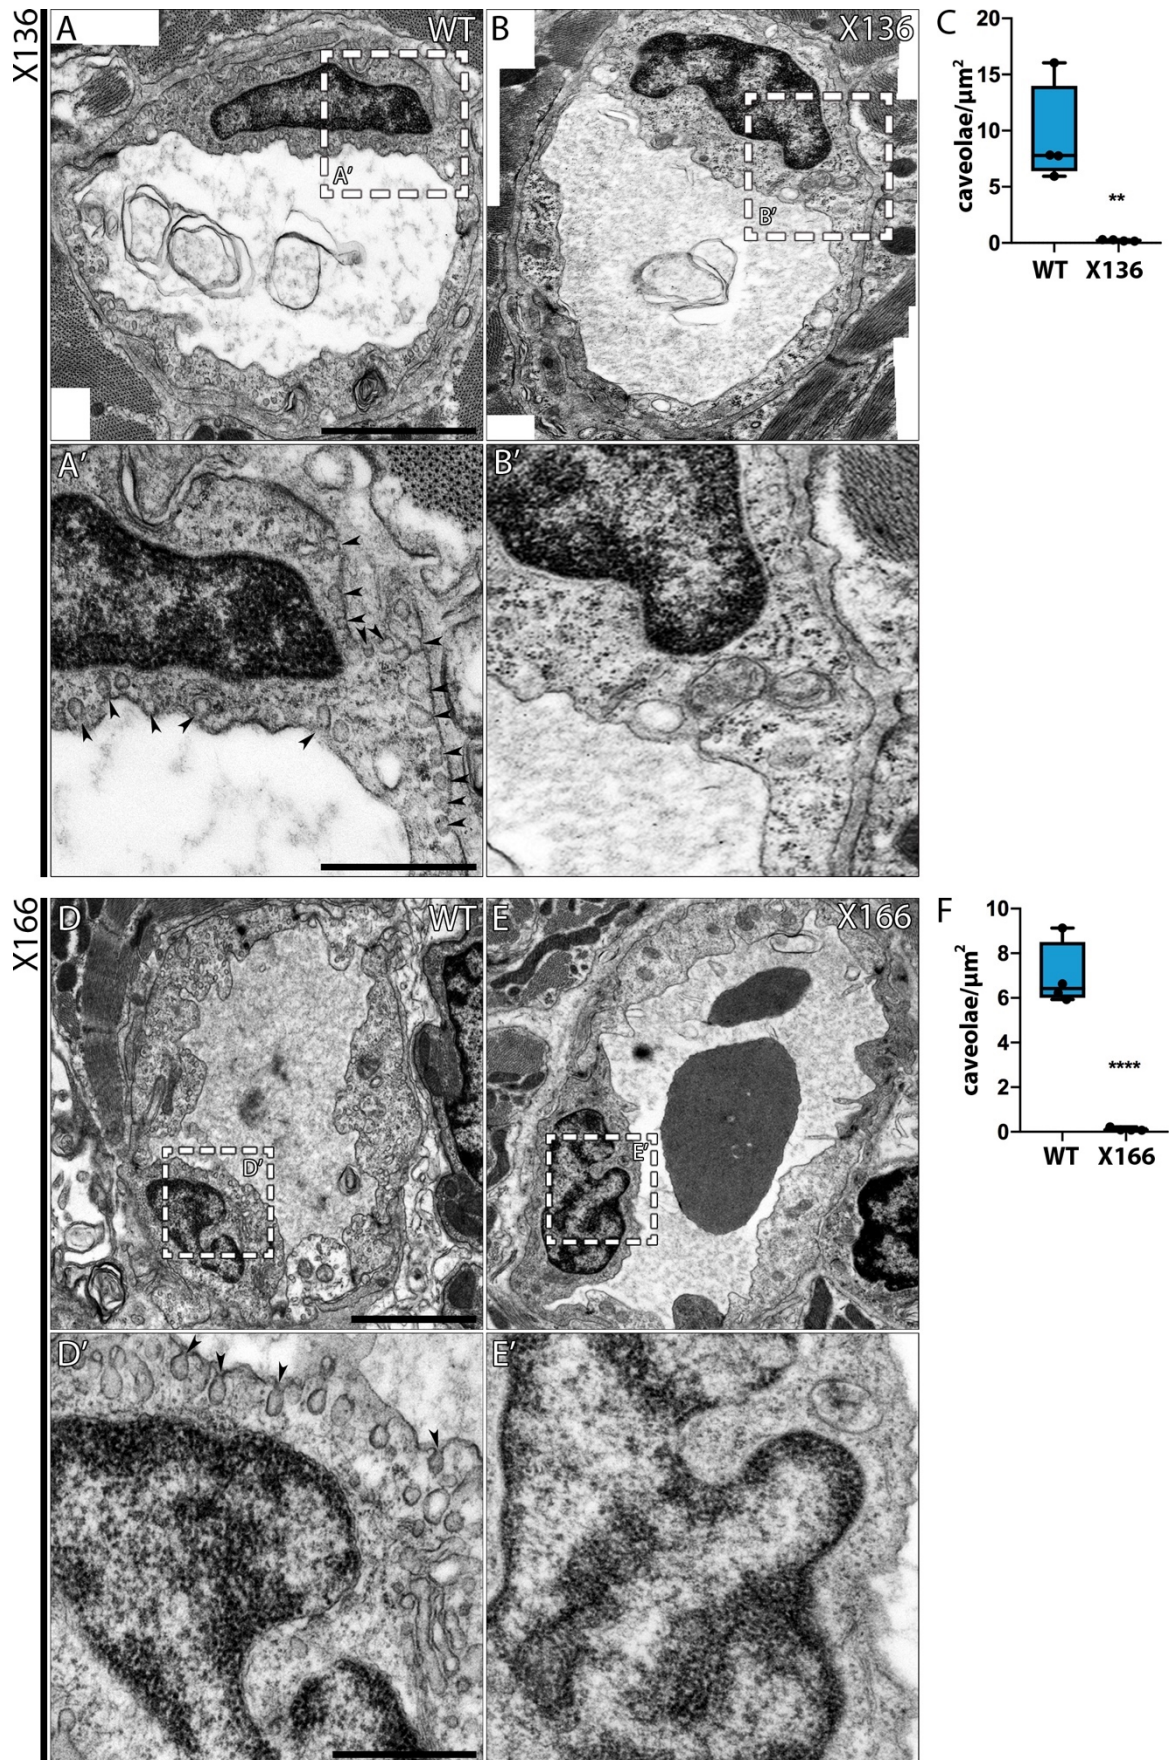 X136
A
WT
A'
B
X136
B'
C
caveolae/µm²
20
15
10
5
0
**
WT
X136
A'
B'
X166
D
WT
D'
E
X166
E'
F
caveolae/µm²
10
8
6
4
2
0
****
WT
X166
D'
E'